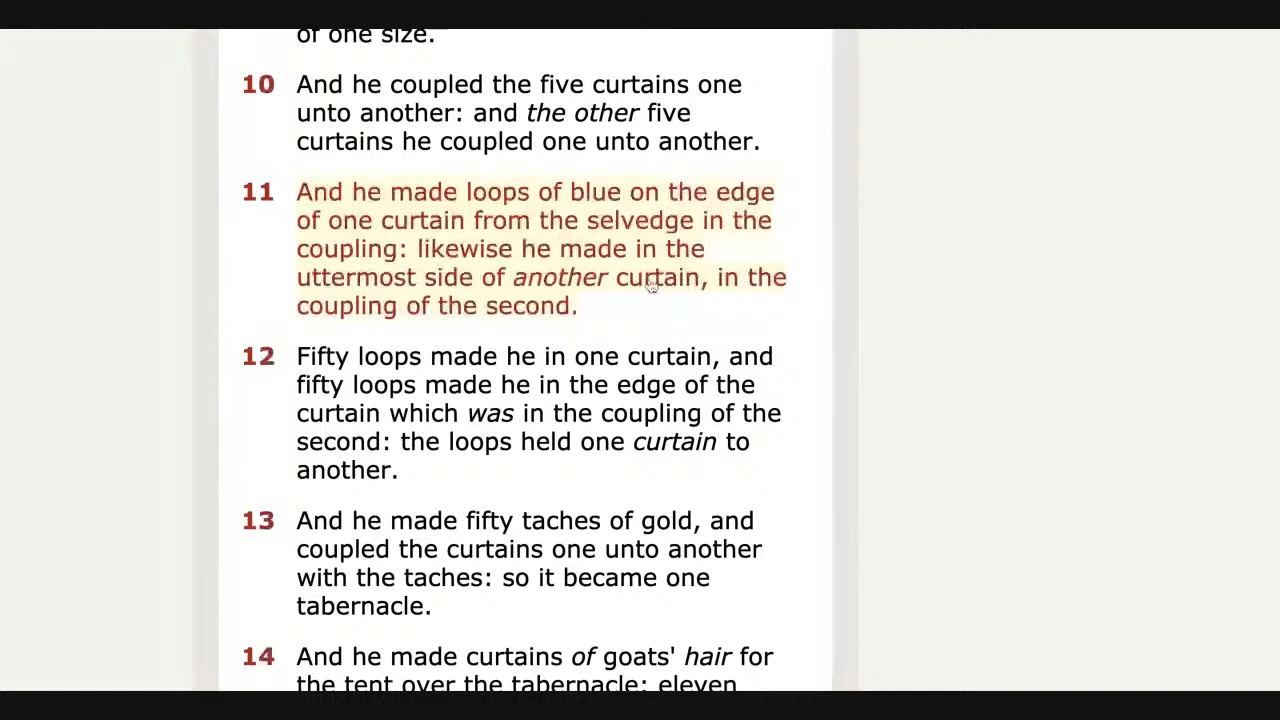 of one size.
10 And he coupled the five curtains one
unto another: and the other five
curtains he coupled one unto another.
11 And he made loops of blue on the edge
of one curtain from the selvedge in the
coupling: likewise he made in the
uttermost side of another curtain, in the
coupling of the second.
12 Fifty loops made he in one curtain, and
fifty loops made he in the edge of the
curtain which was in the coupling of the
second: the loops held one curtain to
another.
13 And he made fifty taches of gold, and
coupled the curtains one unto another
with the taches: so it became one
tabernacle.
14 And he made curtains of goats' hair for
the tent over the tabernacle: eleven